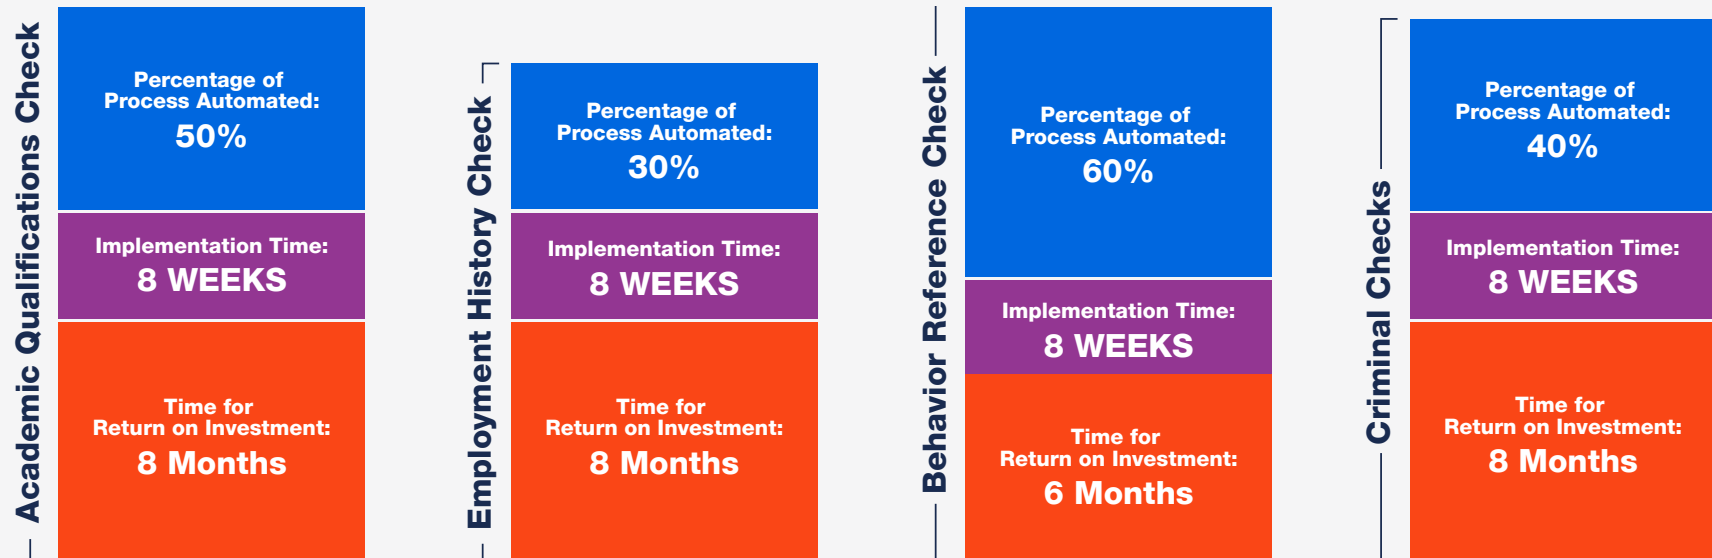 Academic Qualifications Check
Percentage of
Process Automated:
50%
Implementation Time:
8 WEEKS
Time for
Return on Investment:
8 Months
Employment History Check
Percentage of
Process Automated:
30%
Implementation Time:
8 WEEKS
Time for
Return on Investment:
8 Months
Behavior Reference Check
Percentage of
Process Automated:
60%
Implementation Time:
8 WEEKS
Time for
Return on Investment:
6 Months
Criminal Checks
Percentage of
Process Automated:
40%
Implementation Time:
8 WEEKS
Time for
Return on Investment:
8 Months